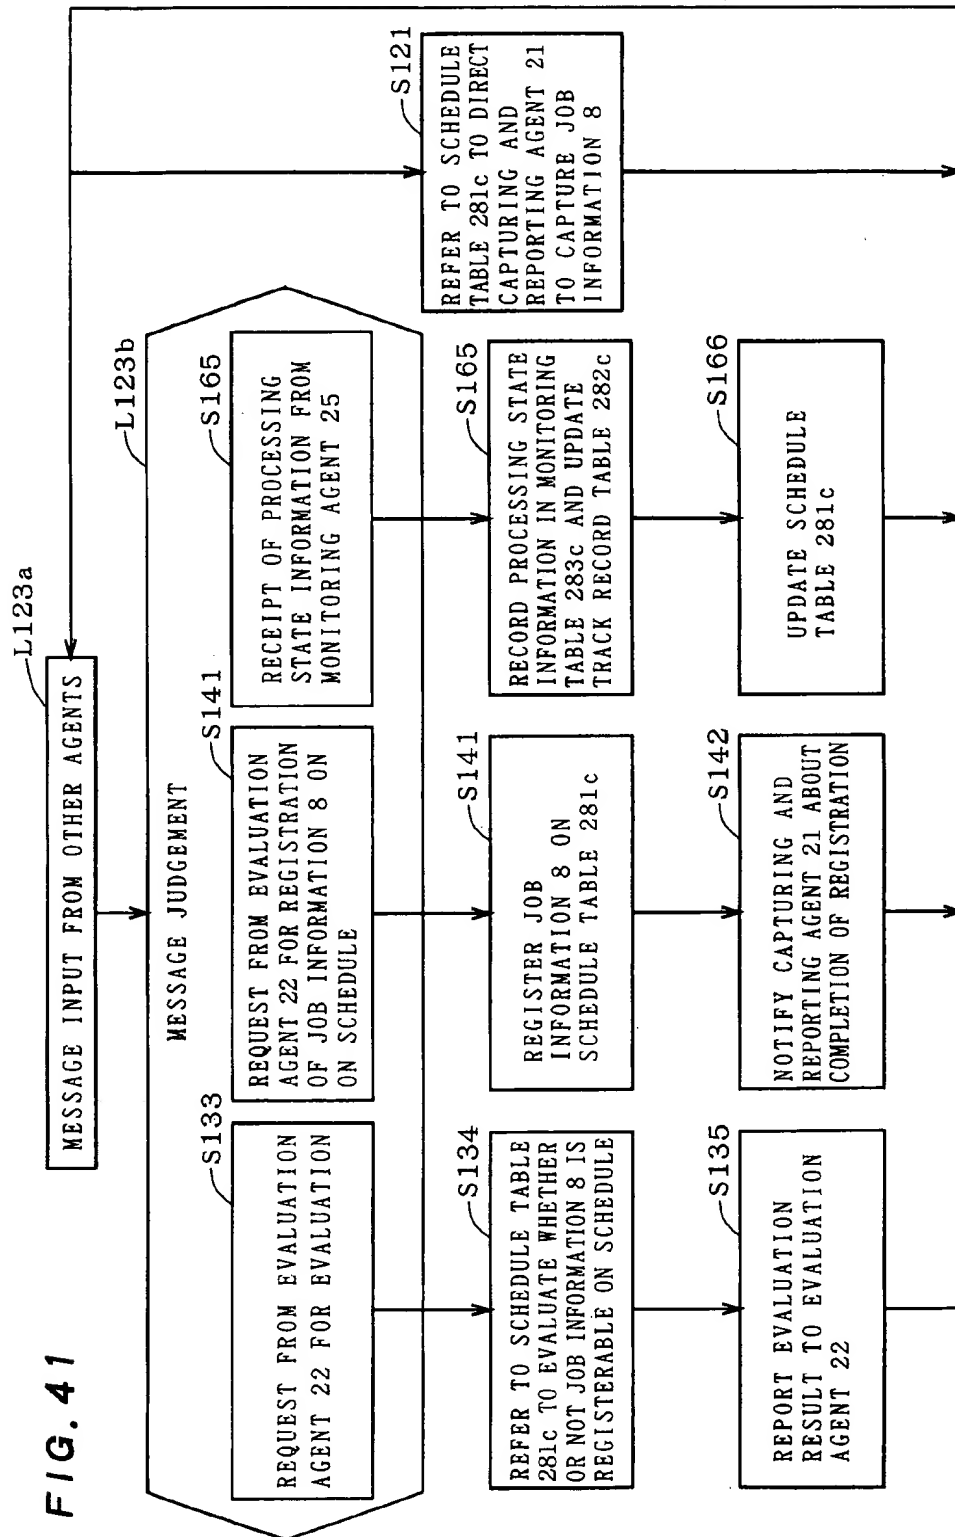 FIG. 41
L123a
MESSAGE INPUT FROM OTHER AGENTS
L123b
MESSAGE JUDGEMENT
S133
REQUEST FROM EVALUATION
AGENT 22 FOR EVALUATION
S141
REQUEST FROM EVALUATION
AGENT 22 FOR REGISTRATION
OF JOB INFORMATION 8 ON
ON SCHEDULE
S165
RECEIPT OF PROCESSING
STATE INFORMATION FROM
MONITORING AGENT 25
S121
REFER TO SCHEDULE
TABLE 281c TO DIRECT
CAPTURING AND
REPORTING AGENT 21
TO CAPTURE JOB
INFORMATION 8
S134
REFER TO SCHEDULE TABLE
281c TO EVALUATE WHETHER
OR NOT JOB INFORMATION 8 IS
REGISTERABLE ON SCHEDULE
S141
REGISTER JOB
INFORMATION 8 ON
SCHEDULE TABLE 281c
S165
RECORD PROCESSING STATE
INFORMATION IN MONITORING
TABLE 283c AND UPDATE
TRACK RECORD TABLE 282c
S135
REPORT EVALUATION
RESULT TO EVALUATION
AGENT 22
S142
NOTIFY CAPTURING AND
REPORTING AGENT 21 ABOUT
COMPLETION OF REGISTRATION
S166
UPDATE SCHEDULE
TABLE 281c